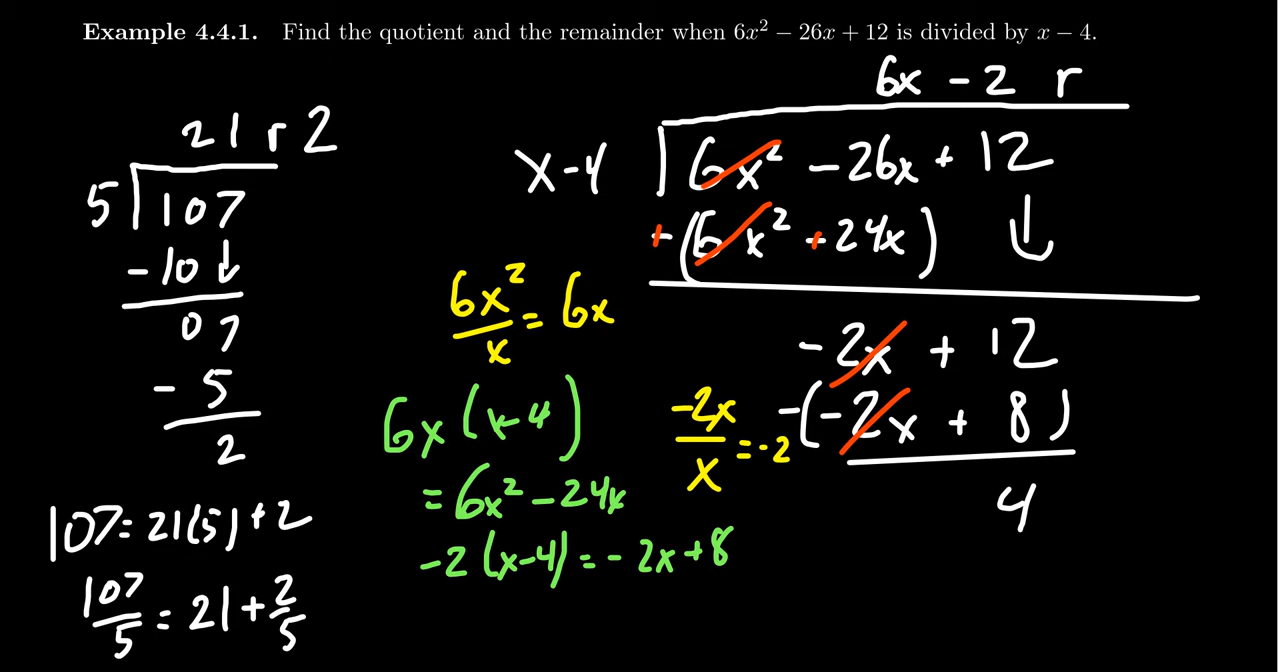 Example 4.4.1. Find the quotient and the remainder when 6x² − 26x + 12 is divided by x − 4.
21 r 2
5 107
- 10
07
- 5
2
107 = 21(5) + 2
107/5 = 21 + 2/5
6x²/x = 6x
6x(x-4)
= 6x² - 24x
-2(x-4) = -2x + 8
-2x/x = -2
6x - 2 r
x-4 6x² - 26x + 12
+(6x² + 24x)
-2x + 12
-(-2x + 8)
4